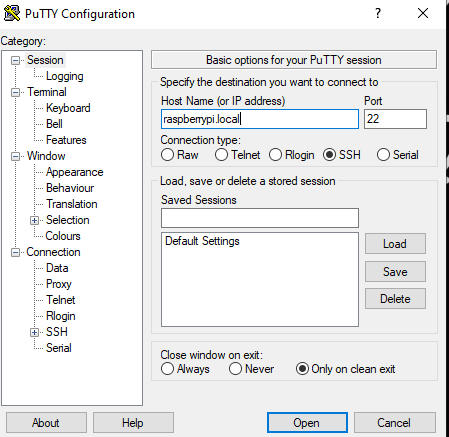 PuTTY Configuration
?
Category:
Session
Logging
Terminal
Keyboard
Bell
Features
Window
Appearance
Behaviour
Translation
Selection
Colours
Connection
Data
Proxy
Telnet
Rlogin
SSH
Serial
Basic options for your PuTTY session
Specify the destination you want to connect to
Host Name (or IP address) Port
raspberrypi.local 22
Connection type:
Raw Telnet Rlogin SSH Serial
Load, save or delete a stored session
Saved Sessions
Default Settings
Load
Save
Delete
Close window on exit:
Always Never Only on clean exit
About Help Open Cancel